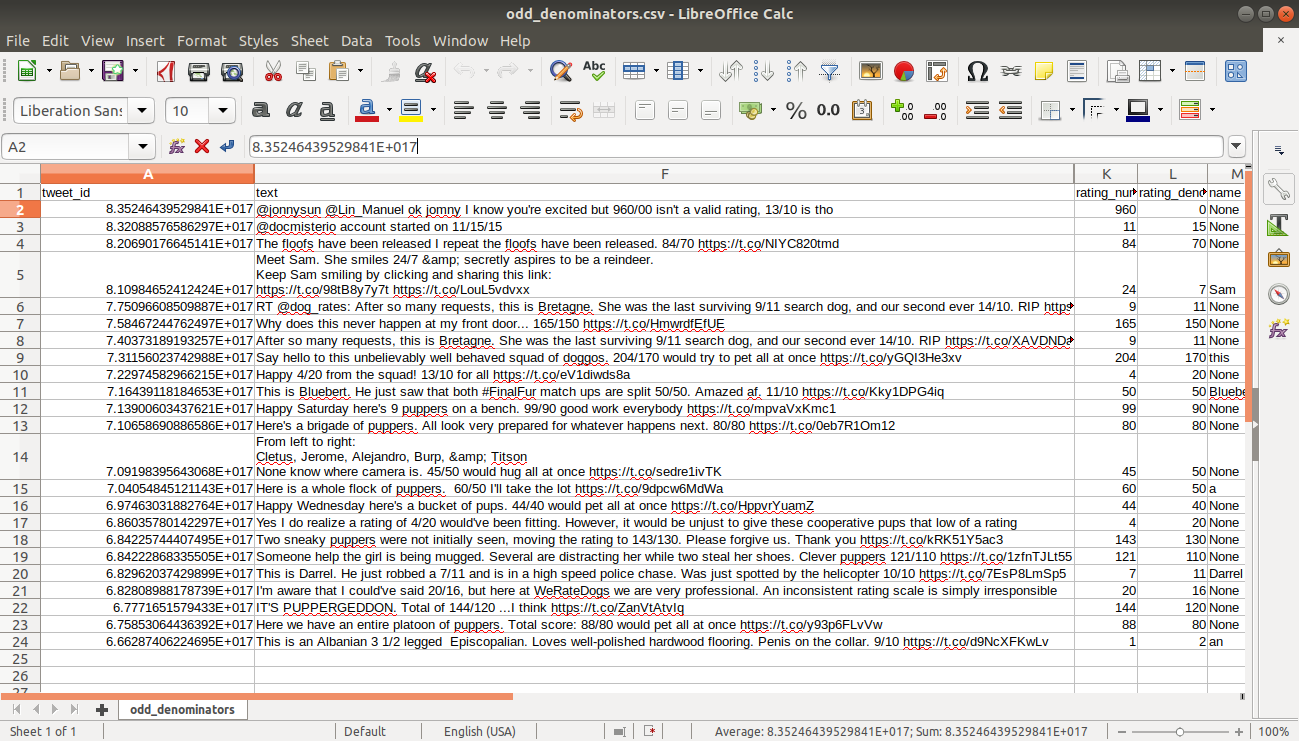 odd_denominators.csv - LibreOffice Calc
File Edit View Insert Format Styles Sheet Data Tools Window Help
Abc
Liberation Sans 10 a a a a % 0.0 3 .00 .00
A2 fx 8.35246439529841E+017
A F K L M
1 tweet_id text rating_num rating_deno name
2 8.35246439529841E+017 @jonnysun @Lin_Manuel ok jomny I know you're excited but 960/00 isn't a valid rating, 13/10 is tho 960 0 None
3 8.32088576586297E+017 @docmisterio account started on 11/15/15 11 15 None
4 8.20690176645141E+017 The floofs have been released I repeat the floofs have been released. 84/70 https://t.co/NIYC820tmd 84 70 None
Meet Sam. She smiles 24/7 &amp; secretly aspires to be a reindeer.
Keep Sam smiling by clicking and sharing this link:
5 8.10984652412424E+017 https://t.co/98tB8y7y7t https://t.co/LouL5vdvxx 24 7 Sam
6 7.75096608509887E+017 RT @dog_rates: After so many requests, this is Bretagne. She was the last surviving 9/11 search dog, and our second ever 14/10. RIP https 9 11 None
7 7.58467244762497E+017 Why does this never happen at my front door... 165/150 https://t.co/HmwrdfEfUE 165 150 None
8 7.40373189193257E+017 After so many requests, this is Bretagne. She was the last surviving 9/11 search dog, and our second ever 14/10. RIP https://t.co/XAVDND 9 11 None
9 7.31156023742988E+017 Say hello to this unbelievably well behaved squad of doggos. 204/170 would try to pet all at once https://t.co/yGQI3He3xv 204 170 this
10 7.22974582966215E+017 Happy 4/20 from the squad! 13/10 for all https://t.co/eV1diwds8a 4 20 None
11 7.16439118184653E+017 This is Bluebert. He just saw that both #FinalFur match ups are split 50/50. Amazed af. 11/10 https://t.co/Kky1DPG4iq 50 50 Bluebe
12 7.13900603437621E+017 Happy Saturday here's 9 puppers on a bench. 99/90 good work everybody https://t.co/mpvaVxKmc1 99 90 None
13 7.10658690886586E+017 Here's a brigade of puppers. All look very prepared for whatever happens next. 80/80 https://t.co/0eb7R1Om12 80 80 None
From left to right:
Cletus, Jerome, Alejandro, Burp, &amp; Titson
14 7.09198395643068E+017 None know where camera is. 45/50 would hug all at once https://t.co/sedre1ivTK 45 50 None
15 7.04054845121143E+017 Here is a whole flock of puppers.  60/50 I'll take the lot https://t.co/9dpcw6MdWa 60 50 a
16 6.97463031882764E+017 Happy Wednesday here's a bucket of pups. 44/40 would pet all at once https://t.co/HppvrYuamZ 44 40 None
17 6.86035780142297E+017 Yes I do realize a rating of 4/20 would've been fitting. However, it would be unjust to give these cooperative pups that low of a rating 4 20 None
18 6.84225744407495E+017 Two sneaky puppers were not initially seen, moving the rating to 143/130. Please forgive us. Thank you https://t.co/kRK51Y5ac3 143 130 None
19 6.84222868335505E+017 Someone help the girl is being mugged. Several are distracting her while two steal her shoes. Clever puppers 121/110 https://t.co/1zfnTJLt55 121 110 None
20 6.82962037429899E+017 This is Darrel. He just robbed a 7/11 and is in a high speed police chase. Was just spotted by the helicopter 10/10 https://t.co/7EsP8LmSp5 7 11 Darrel
21 6.82808988178739E+017 I'm aware that I could've said 20/16, but here at WeRateDogs we are very professional. An inconsistent rating scale is simply irresponsible 20 16 None
22 6.7771651579433E+017 IT'S PUPPERGEDDON. Total of 144/120 ...I think https://t.co/ZanVtAtvIq 144 120 None
23 6.75853064436392E+017 Here we have an entire platoon of puppers. Total score: 88/80 would pet all at once https://t.co/y93p6FLvVw 88 80 None
24 6.66287406224695E+017 This is an Albanian 3 1/2 legged  Episcopalian. Loves well-polished hardwood flooring. Penis on the collar. 9/10 https://t.co/d9NcXFKwLv 1 2 an
25
26
27
odd_denominators
Sheet 1 of 1 Default English (USA) Average: 8.35246439529841E+017; Sum: 8.35246439529841E+017 100%